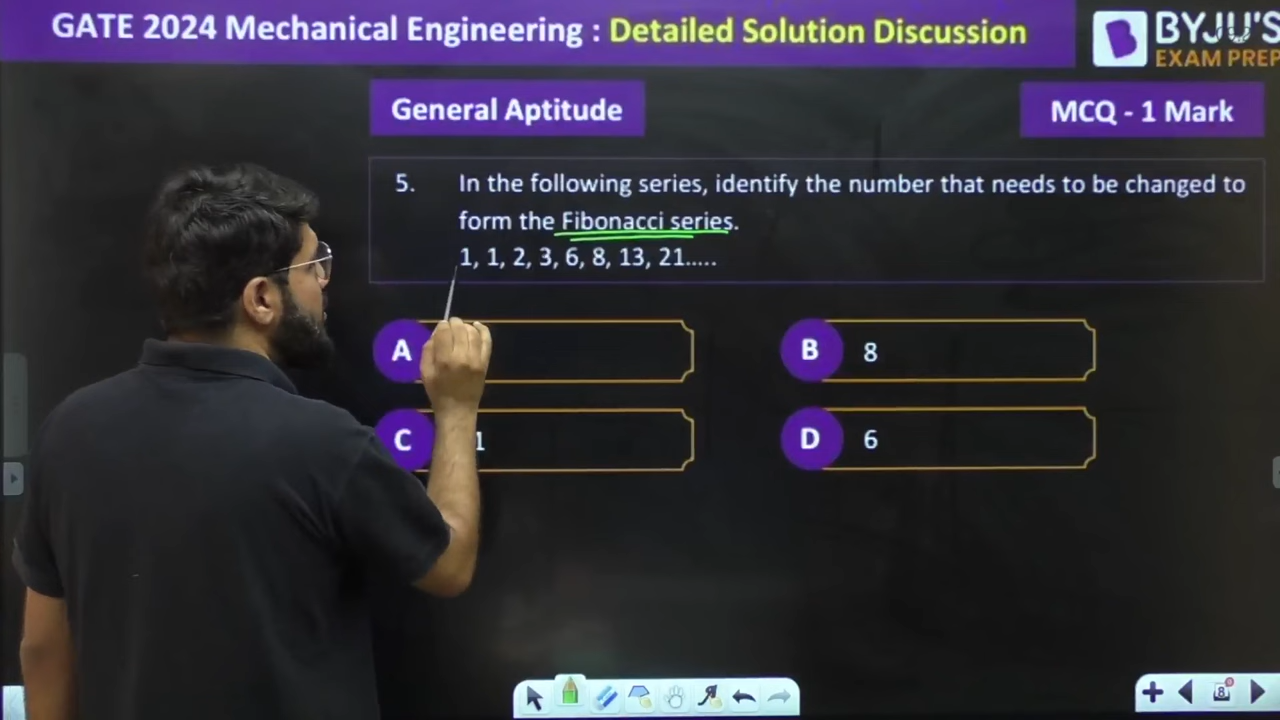 GATE 2024 Mechanical Engineering : Detailed Solution Discussion
BYJU'S
EXAM PREP
General Aptitude
MCQ - 1 Mark
5. In the following series, identify the number that needs to be changed to
form the Fibonacci series.
1, 1, 2, 3, 6, 8, 13, 21.....
A
B 8
C
D 6
8